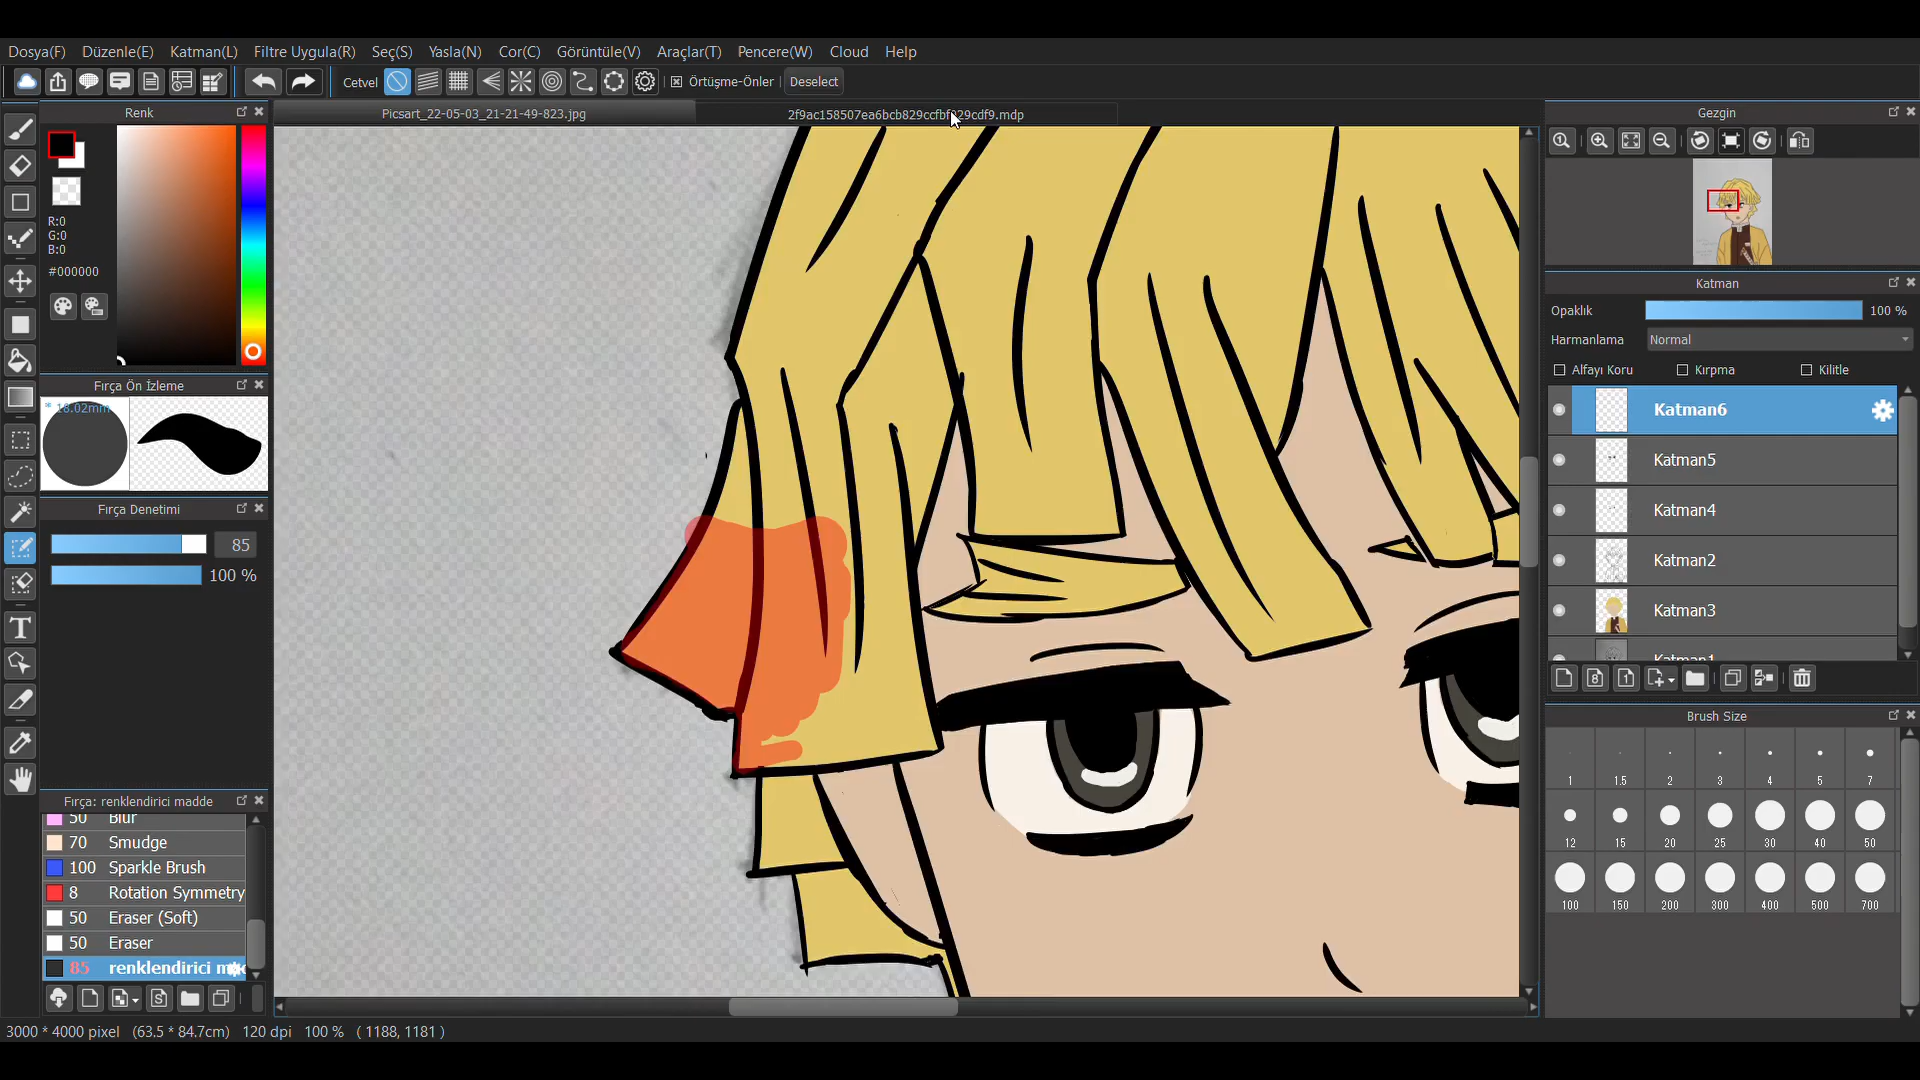 Dosya(F) Düzenle(E) Katman(L) Filtre Uygula(R) Seç(S) Yasla(N) Cor(C) Görüntüle(V) Araçlar(T) Pencere(W) Cloud Help
Cetvel Örtüşme-Önler Deselect
Renk
Picsart_22-05-03_21-21-49-823.jpg
Gezgin
R:0
G:0
B:0
#000000
Katman
Opaklık 100 %
Harmanlama Normal
Alfayı Koru Kırpma Kilitle
Fırça Ön İzleme
* 18.02mm
Katman6
Katman5
Katman4
Katman2
Katman3
Katman1
Fırça Denetimi
85
100 %
Brush Size
1 1.5 2 3 4 5 7
12 15 20 25 30 40 50
100 150 200 300 400 500 700
Fırça: renklendirici madde
50 Blur
70 Smudge
100 Sparkle Brush
8 Rotation Symmetry
50 Eraser (Soft)
50 Eraser
85 renklendirici
3000 * 4000 pixel (63.5 * 84.7cm) 120 dpi 100 % ( 1188, 1181 )